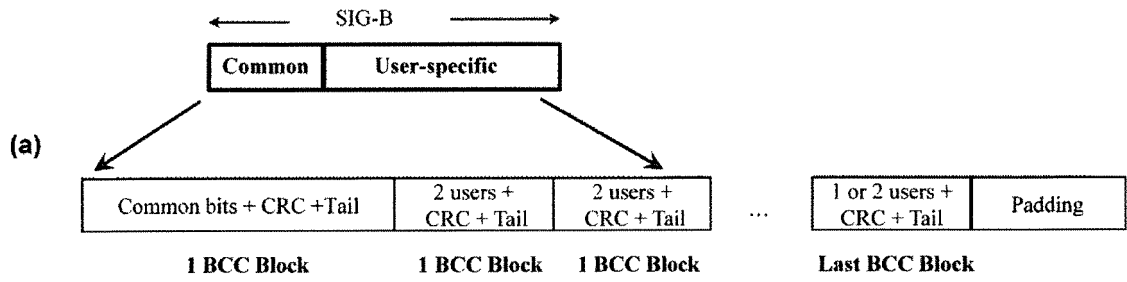 SIG-B
Common User-specific
(a)
Common bits + CRC +Tail 2 users + CRC + Tail 2 users + CRC + Tail ... 1 or 2 users + CRC + Tail Padding
1 BCC Block 1 BCC Block 1 BCC Block Last BCC Block